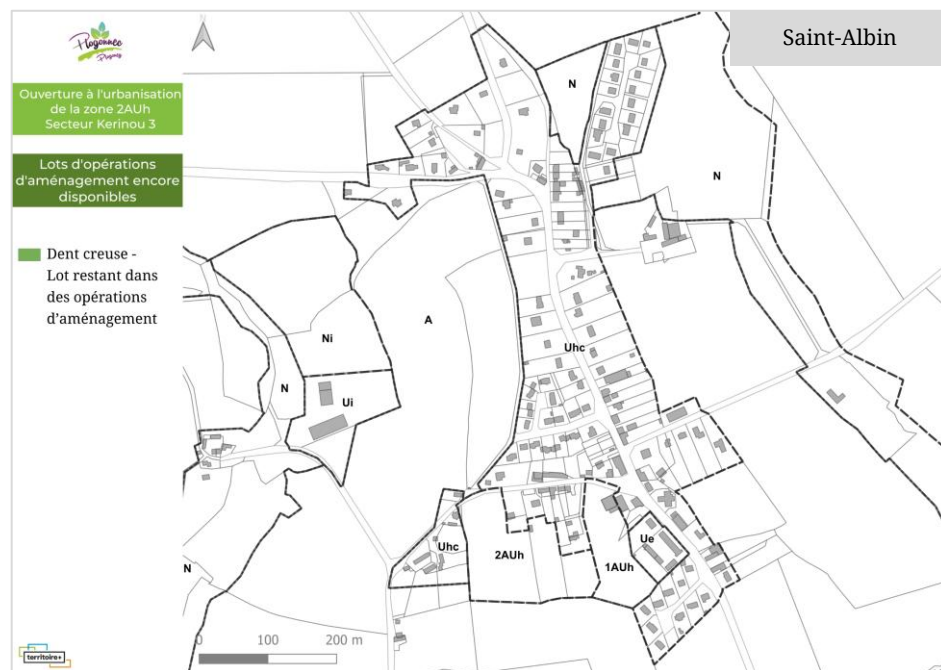 Saint-Albin
Plogonnec
Ouverture à l'urbanisation
de la zone 2AUh
Secteur Kerinou 3
Lots d'opérations
d'aménagement encore
disponibles
Dent creuse -
Lot restant dans
des opérations
d’aménagement
N
N
A
Uhc
Ni
N
Ui
Uhc
2AUh
1AUh
Ue
N
0 100 200 m
territoire+